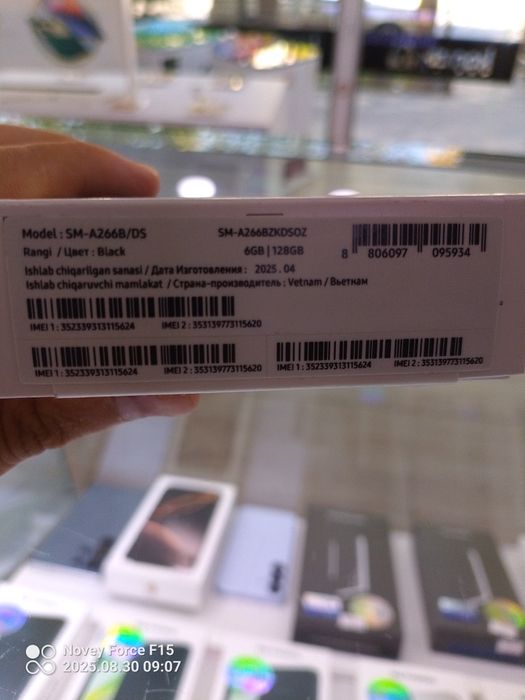 Model : SM-A266B/DS SM-A266BZKDSOZ
Rangi / Цвет : Black 6GB | 128GB
8 806097 095934
Ishlab chiqarilgan sanasi / Дата Изготовления : 2025 . 04
Ishlab chiqaruvchi mamlakat / Страна-производитель : Vetnam / Вьетнам
IMEI 1 : 352339313115624 IMEI 2 : 353139773115620
IMEI 1 : 352339313115624 IMEI 2 : 353139773115620
IMEI 1 : 352339313115624 IMEI 2 : 353139773115620
Novey Force F15
2025.08.30 09:07